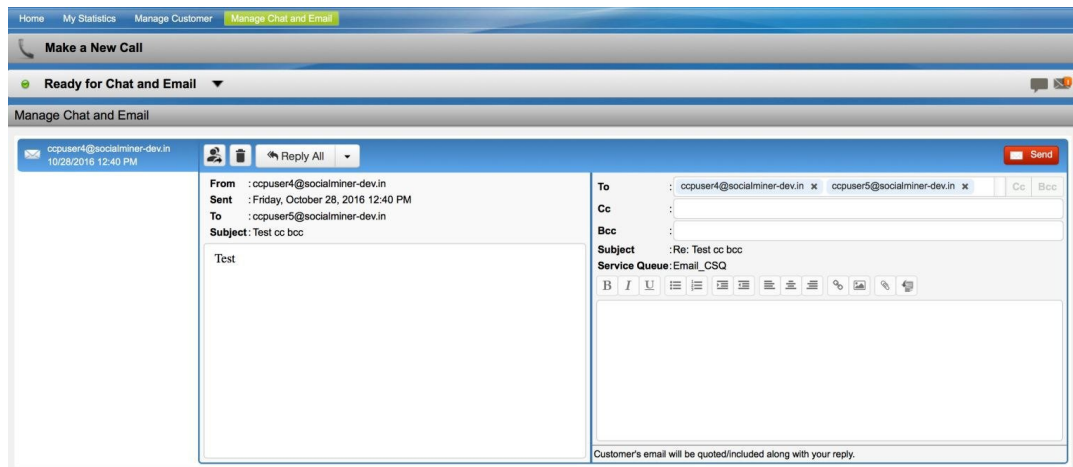 Home My Statistics Manage Customer Manage Chat and Email
Make a New Call
Ready for Chat and Email
Manage Chat and Email
ccpuser4@socialminer-dev.in
10/28/2016 12:40 PM
Reply All
Send
From : ccpuser4@socialminer-dev.in
Sent : Friday, October 28, 2016 12:40 PM
To : ccpuser5@socialminer-dev.in
Subject : Test cc bcc
Test
To : ccpuser4@socialminer-dev.in x ccpuser5@socialminer-dev.in x Cc Bcc
Cc :
Bcc :
Subject :Re: Test cc bcc
Service Queue:Email_CSQ
B I U
Customer's email will be quoted/included along with your reply.